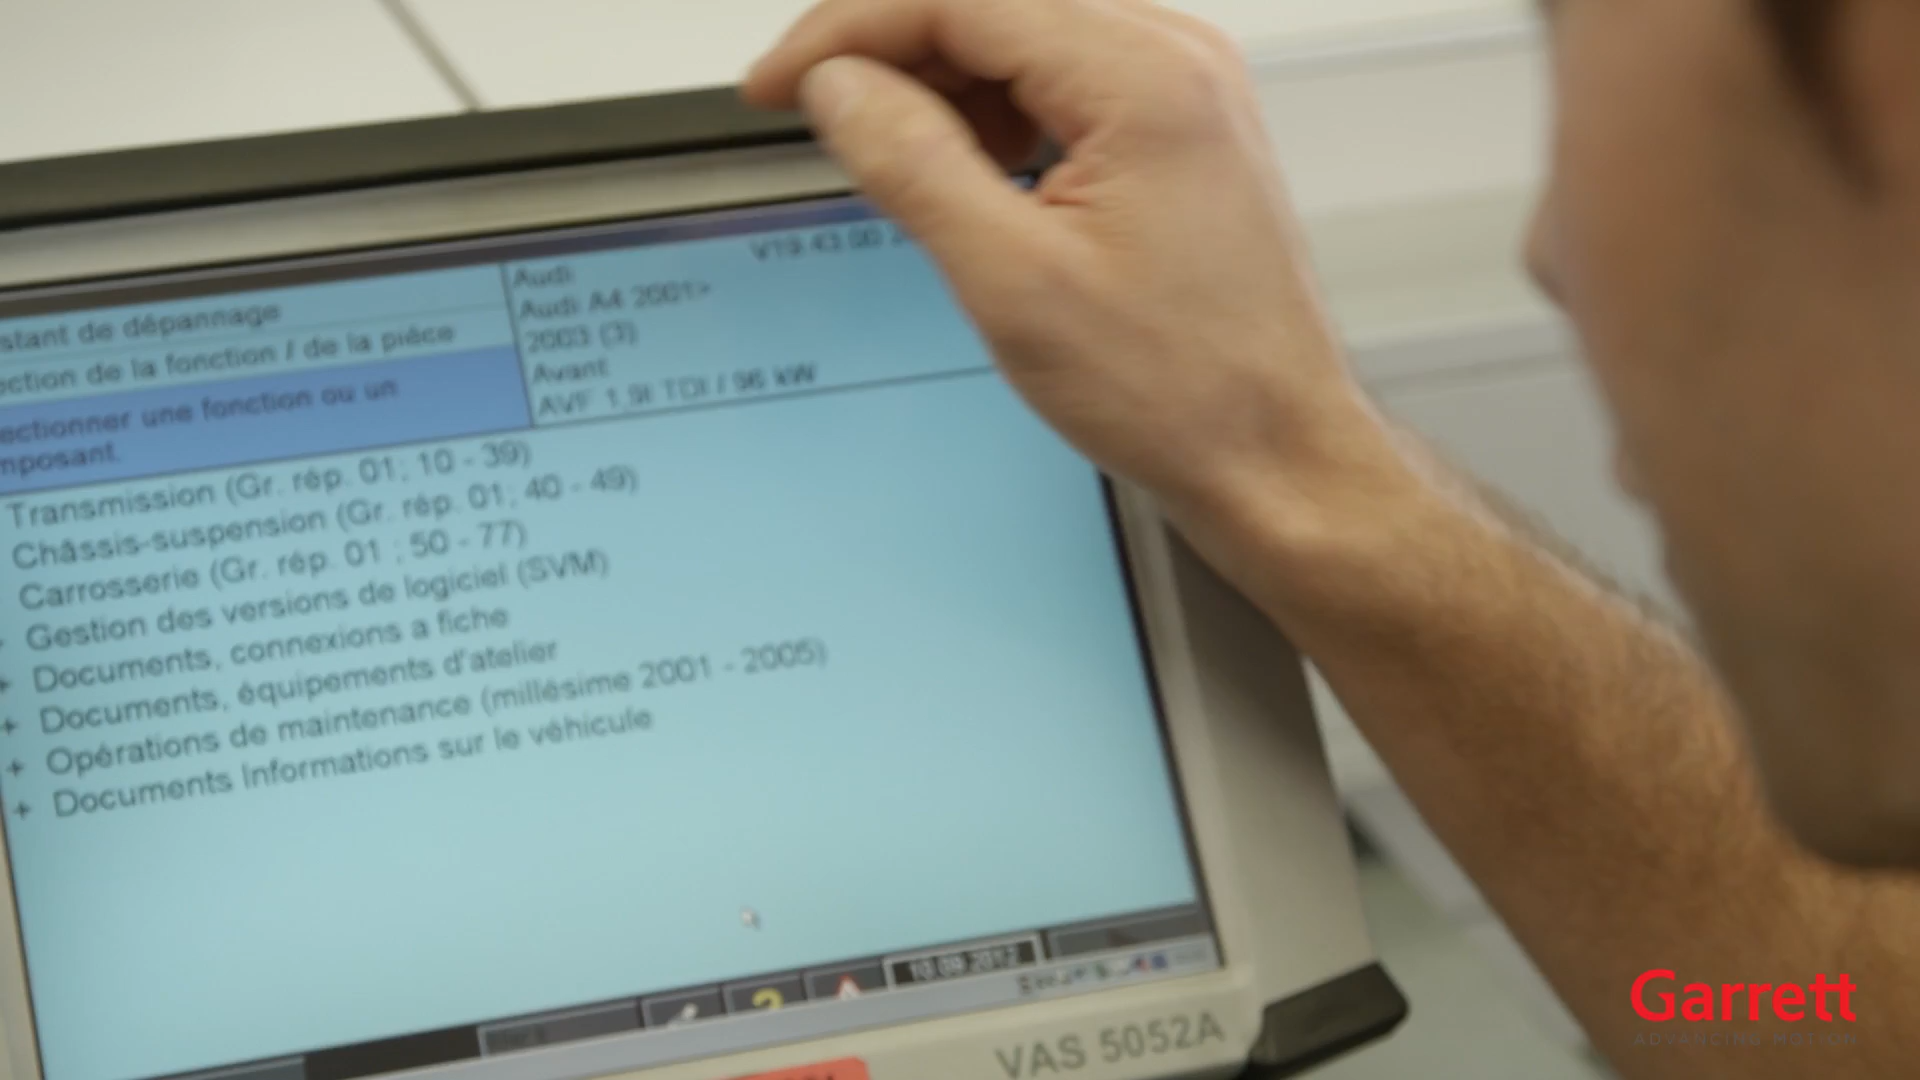 stant de dépannage
ection de la fonction / de la pièce
ectionner une fonction ou un
mposant.
V19.43.00
Audi
Audi A4 2001>
2003 (3)
Avant
AVF 1,9l TDI / 96 kW
Transmission (Gr. rép. 01; 10 - 39)
Châssis-suspension (Gr. rép. 01; 40 - 49)
Carrosserie (Gr. rép. 01 ; 50 - 77)
+ Gestion des versions de logiciel (SVM)
+ Documents, connexions a fiche
+ Documents, équipements d'atelier
+ Opérations de maintenance (millésime 2001 - 2005)
+ Documents Informations sur le véhicule
?
10.09.2012
VAS 5052A
Garrett
ADVANCING MOTION